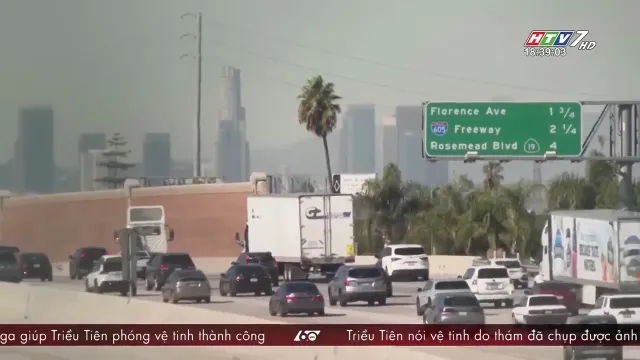 HTV7 HD
18:39:03
Florence Ave 1 3/4
605 Freeway 2 1/4
Rosemead Blvd 19 4
ga giúp Triều Tiên phóng vệ tinh thành công 60 Triều Tiên nói vệ tinh do thám đã chụp được ảnh